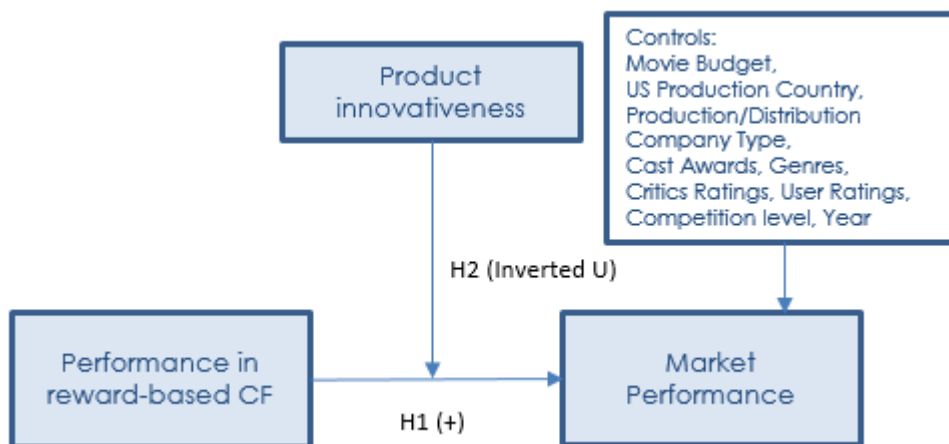 Product
innovativeness
Controls:
Movie Budget,
US Production Country,
Production/Distribution
Company Type,
Cast Awards, Genres,
Critics Ratings, User Ratings,
Competition level, Year
H2 (Inverted U)
Performance in
reward-based CF
H1 (+)
Market
Performance